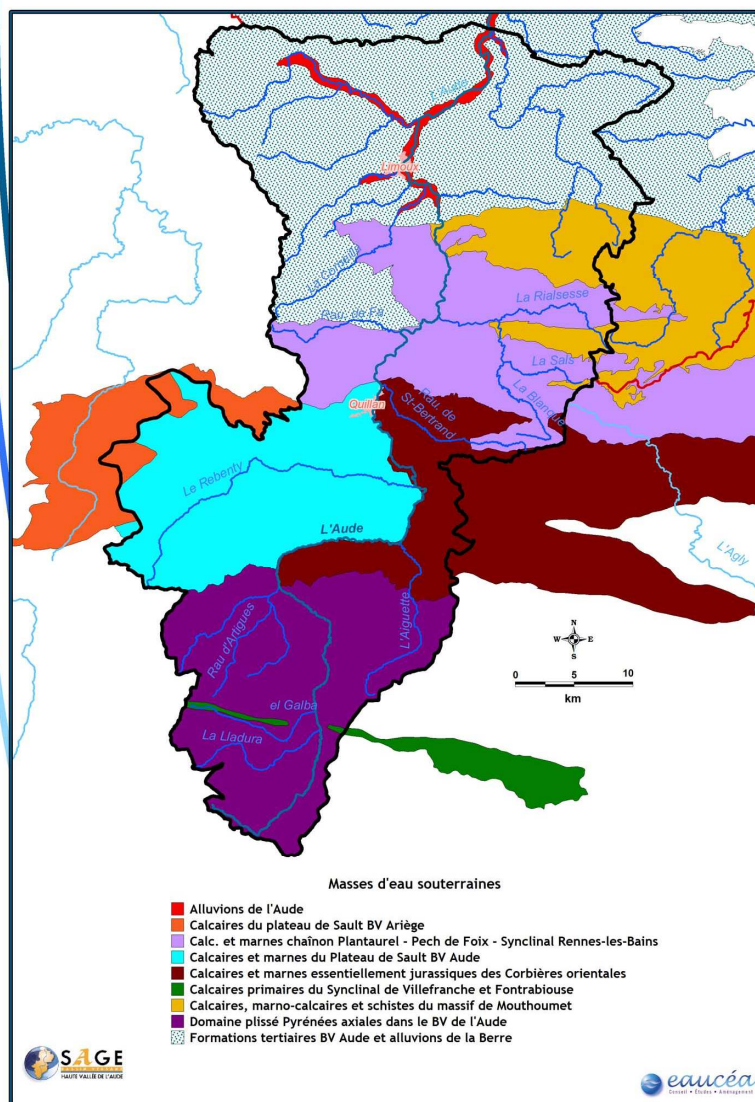 L'Aude
Limoux
La Corneilla
La Rialsesse
Rau. de Fa
La Sals
La Blanque
Rau. de
St-Bertrand
Quillan
Le Rebenty
L'Aude
L'Agly
L'Aiguette
Rau d'Artigues
N
W E
S
0 5 10
km
el Galba
La Lladura
Masses d'eau souterraines
Alluvions de l'Aude
Calcaires du plateau de Sault BV Ariège
Calc. et marnes chaînon Plantaurel - Pech de Foix - Synclinal Rennes-les-Bains
Calcaires et marnes du Plateau de Sault BV Aude
Calcaires et marnes essentiellement jurassiques des Corbières orientales
Calcaires primaires du Synclinal de Villefranche et Fontrabiouse
Calcaires, marno-calcaires et schistes du massif de Mouthoumet
Domaine plissé Pyrénées axiales dans le BV de l'Aude
Formations tertiaires BV Aude et alluvions de la Berre
SAGE
HAUTE VALLÉE DE L'AUDE
eaucéa
Conseil • Études • Aménagement